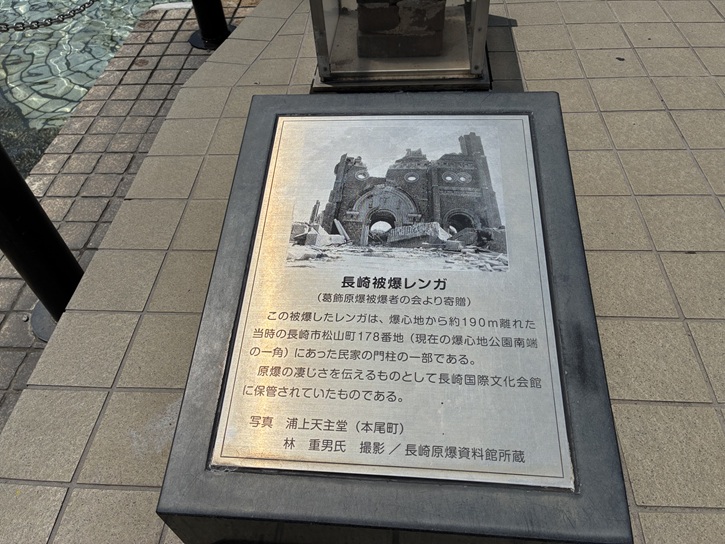 長崎被爆レンガ
（葛飾原爆被爆者の会より寄贈）
この被爆したレンガは、爆心地から約190m離れた
当時の長崎市松山町178番地（現在の爆心地公園南端
の一角）にあった民家の門柱の一部である。
原爆の凄じさを伝えるものとして長崎国際文化会館
に保管されていたものである。
写真　浦上天主堂（本尾町）
林　重男氏　撮影／長崎原爆資料館所蔵